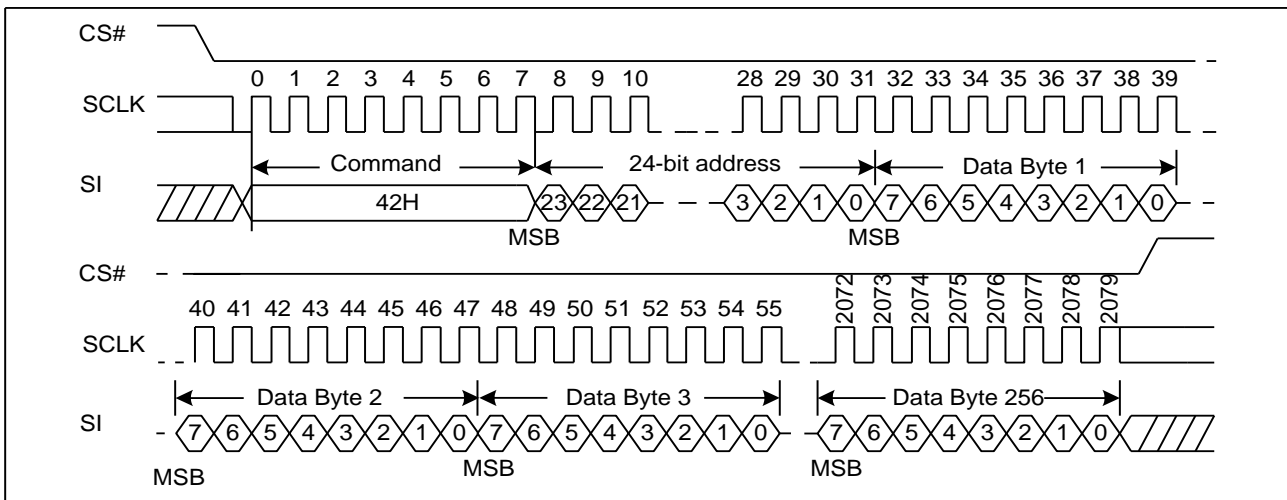 CS#
0 1 2 3 4 5 6 7 8 9 10 28 29 30 31 32 33 34 35 36 37 38 39
SCLK
Command 24-bit address Data Byte 1
SI
42H 23 22 21 3 2 1 0 7 6 5 4 3 2 1 0
MSB MSB
CS#
40 41 42 43 44 45 46 47 48 49 50 51 52 53 54 55 2072 2073 2074 2075 2076 2077 2078 2079
SCLK
Data Byte 2 Data Byte 3 Data Byte 256
SI
7 6 5 4 3 2 1 0 7 6 5 4 3 2 1 0 7 6 5 4 3 2 1 0
MSB MSB MSB